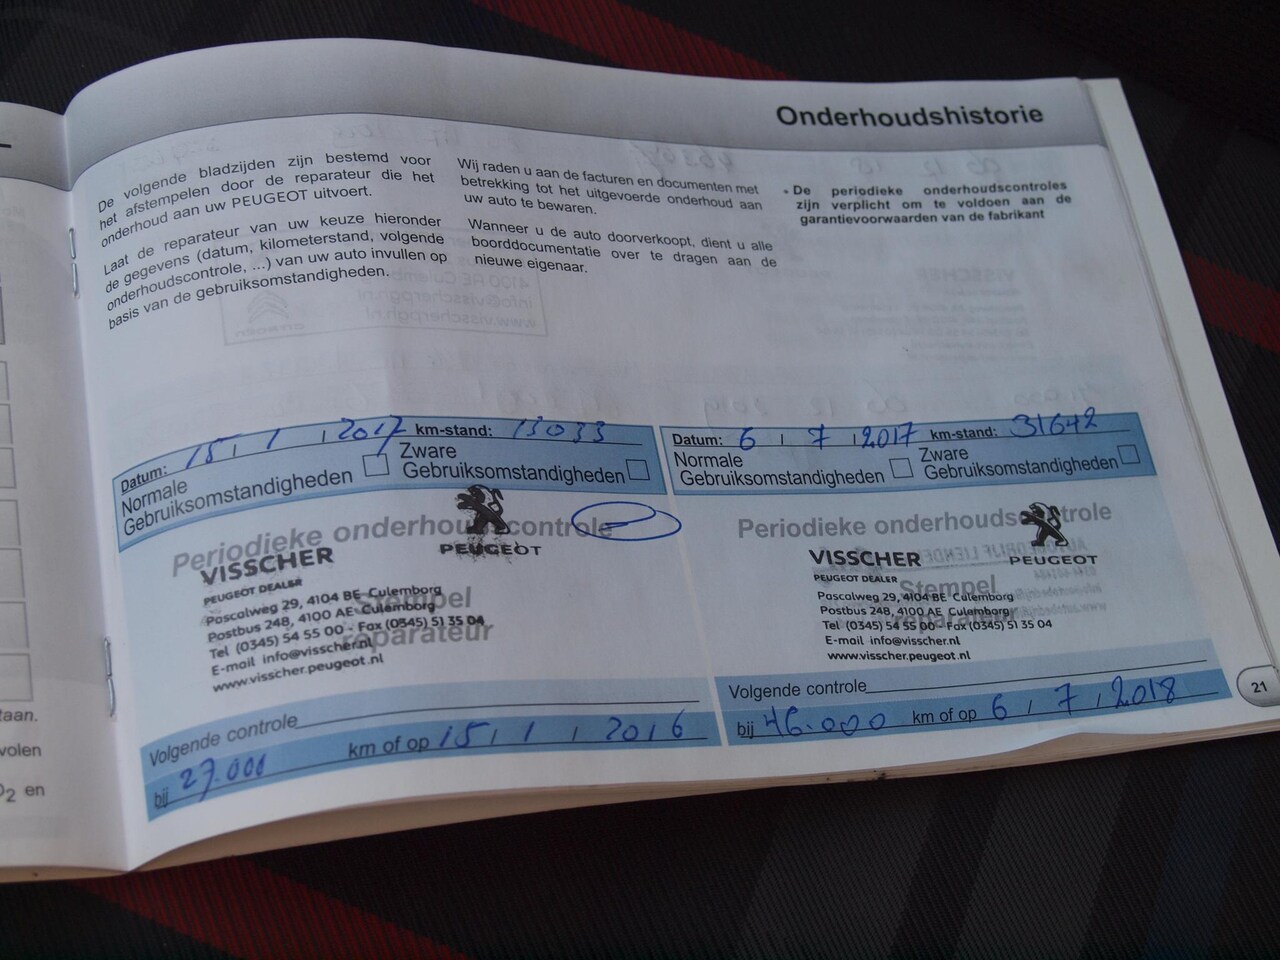 Onderhoudshistorie
De volgende bladzijden zijn bestemd voor
het afstempelen door de reparateur die het
onderhoud aan uw PEUGEOT uitvoert.
Laat de reparateur van uw keuze hieronder
de gegevens (datum, kilometerstand, volgende
onderhoudscontrole, ...) van uw auto invullen op
basis van de gebruiksomstandigheden.
Wij raden u aan de facturen en documenten met
betrekking tot het uitgevoerde onderhoud aan
uw auto te bewaren.
Wanneer u de auto doorverkoopt, dient u alle
boorddocumentatie over te dragen aan de
nieuwe eigenaar.
• De periodieke onderhoudscontroles
zijn verplicht om te voldoen aan de
garantievoorwaarden van de fabrikant
Datum: 15 / 1 / 2017 km-stand: 13033
Normale
Gebruiksomstandigheden
Zware
Gebruiksomstandigheden
Periodieke onderhoudscontrole
PEUGEOT
VISSCHER
PEUGEOT DEALER
Stempel
reparateur
Pascalweg 29, 4104 BE Culemborg
Postbus 248, 4100 AE Culemborg
Tel (0345) 54 55 00 - Fax (0345) 51 35 04
E-mail info@visscher.nl
www.visscher.peugeot.nl
Volgende controle
bij 27.000 km of op 15 / 1 / 2016
Datum: 6 / 7 / 2017 km-stand: 31642
Normale
Gebruiksomstandigheden
Zware
Gebruiksomstandigheden
Periodieke onderhoudscontrole
PEUGEOT
VISSCHER
PEUGEOT DEALER
Stempel
reparateur
Pascalweg 29, 4104 BE Culemborg
Postbus 248, 4100 AE Culemborg
Tel (0345) 54 55 00 - Fax (0345) 51 35 04
E-mail info@visscher.nl
www.visscher.peugeot.nl
Volgende controle
bij 46.000 km of op 6 / 7 / 2018
21
taan.
volen
O2 en